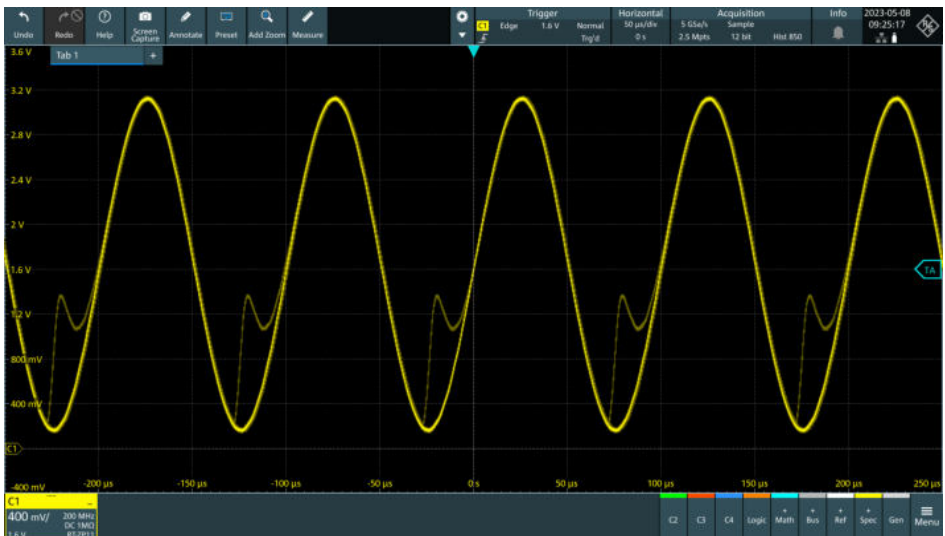 Undo Redo Help Screen Capture Annotate Preset Add Zoom Measure
Trigger Horizontal Acquisition Info 2023-05-08
C1 Edge 1.6 V Normal 50 µs/div 5 GSa/s Sample 09:25:17
Trig'd 0 s 2.5 Mpts 12 bit Hist 850
3.6 V Tab 1 +
3.2 V
2.8 V
2.4 V
2 V
1.6 V TA
1.2 V
800 mV
400 mV
C1
-400 mV -200 µs -150 µs -100 µs -50 µs 0 s 50 µs 100 µs 150 µs 200 µs 250 µs
C1
400 mV/ 200 MHz
DC 1MΩ
1.6 V RT-ZP11
C2 C3 C4 Logic + Math + Bus + Ref + Spec Gen Menu